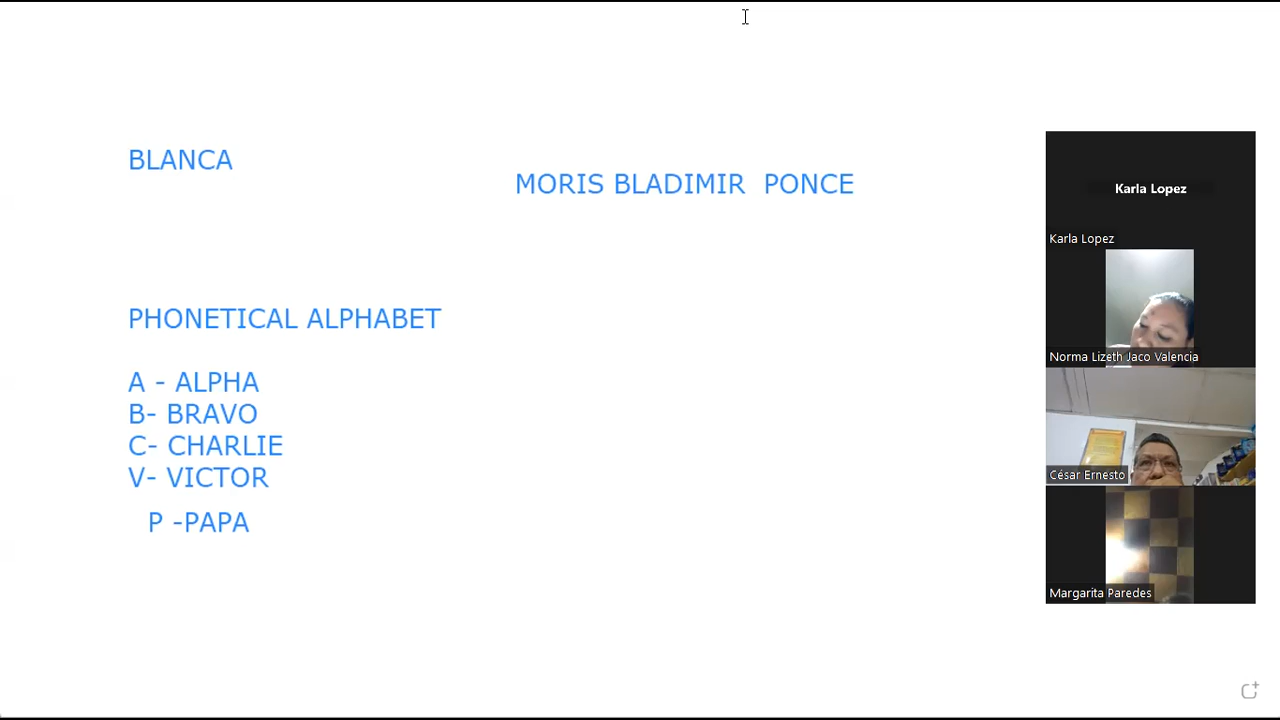 BLANCA
MORIS BLADIMIR  PONCE
PHONETICAL ALPHABET
A - ALPHA
B- BRAVO
C- CHARLIE
V- VICTOR
P -PAPA
Karla Lopez
Karla Lopez
Norma Lizeth Jaco Valencia
César Ernesto
Margarita Paredes